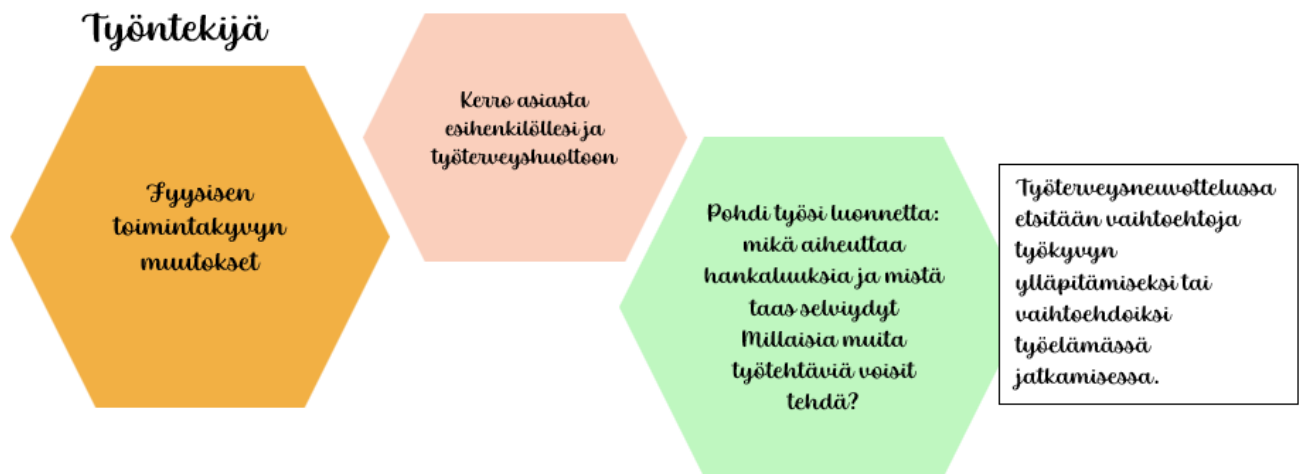 Työntekijä
Fyysisen
toimintakyvyn
muutokset
Kerro asiasta
esihenkilöllesi ja
työterveyshuoltoon
Pohdi työsi luonnetta:
mikä aiheuttaa
hankaluuksia ja mistä
taas selviydyt
Millaisia muita
työtehtäviä voisit
tehdä?
Työterveysneuvottelussa
etsitään vaihtoehtoja
työkyvyn
ylläpitämiseksi tai
vaihtoehdoiksi
työelämässä
jatkamisessa.